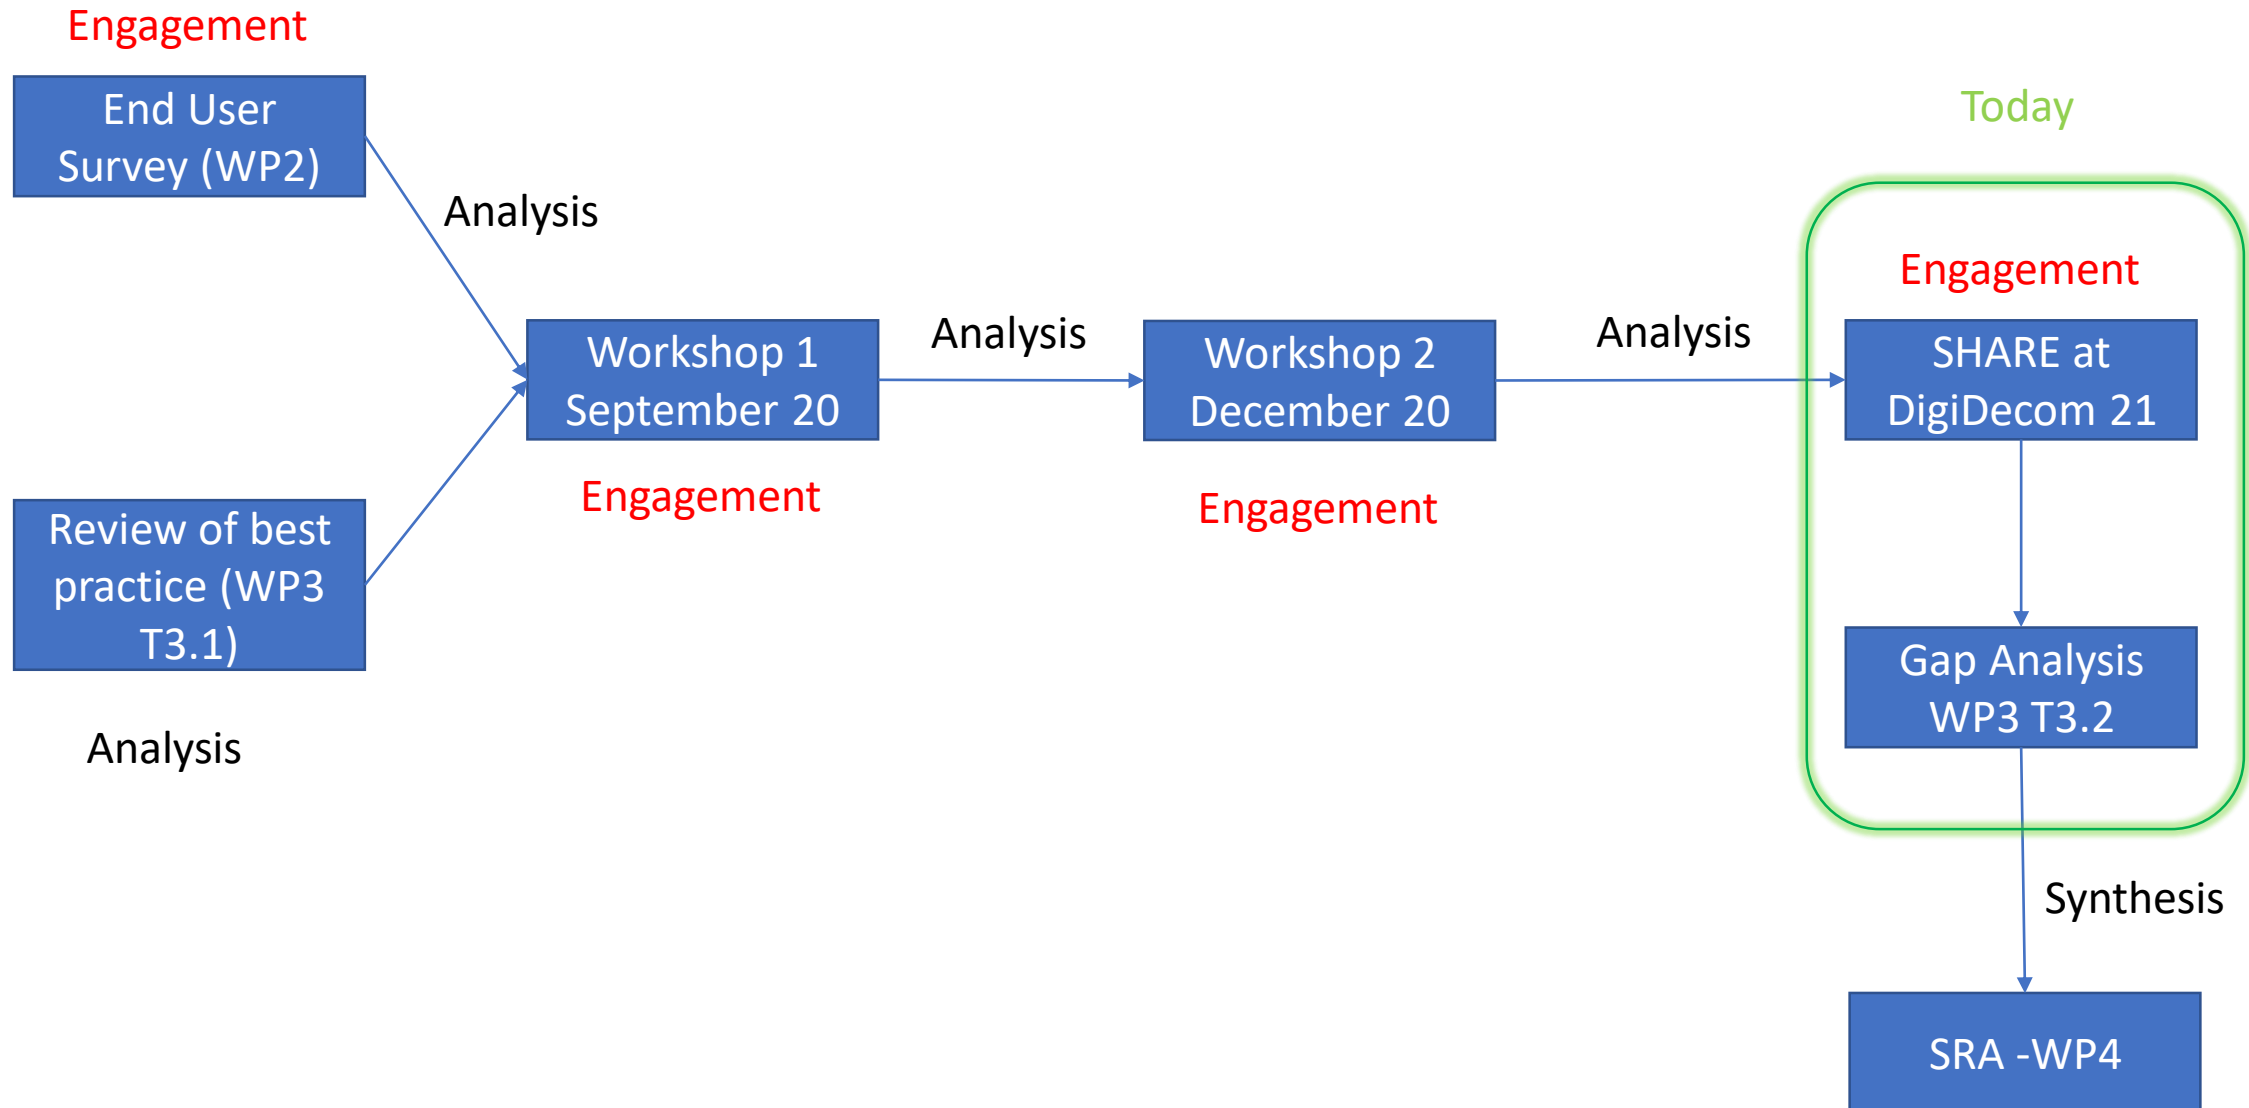 Engagement
End User
Survey (WP2)
Analysis
Review of best
practice (WP3
T3.1)
Analysis
Workshop 1
September 20
Engagement
Analysis
Workshop 2
December 20
Engagement
Analysis
Today
Engagement
SHARE at
DigiDecom 21
Gap Analysis
WP3 T3.2
Synthesis
SRA -WP4